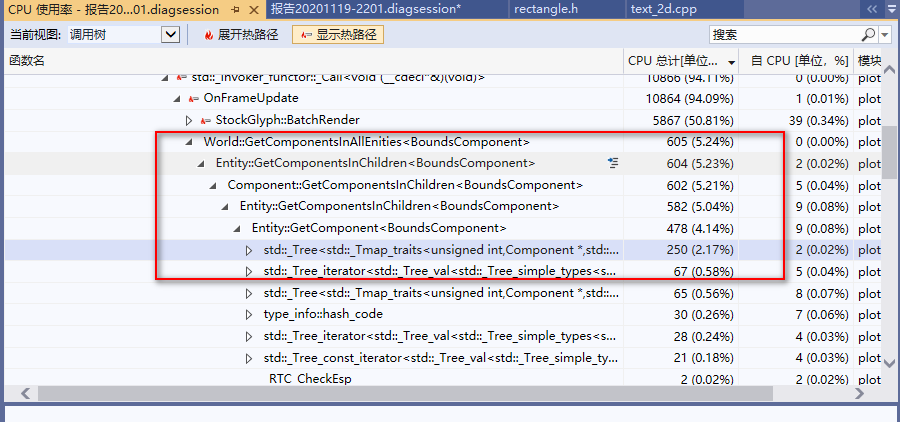 CPU 使用率 - 报告20...01.diagsession
报告20201119-2201.diagsession*
rectangle.h
text_2d.cpp
当前视图: 调用树
展开热路径
显示热路径
搜索
函数名
CPU 总计[单位...
自 CPU [单位, %]
模块
std::_Invoker_functor::_Call<void (__cdecl*&)(void)> 10866 (94.11%) 0 (0.00%) plot
OnFrameUpdate 10864 (94.09%) 1 (0.01%) plot
StockGlyph::BatchRender 5867 (50.81%) 39 (0.34%) plot
World::GetComponentsInAllEnities<BoundsComponent> 605 (5.24%) 0 (0.00%) plot
Entity::GetComponentsInChildren<BoundsComponent> 604 (5.23%) 2 (0.02%) plot
Component::GetComponentsInChildren<BoundsComponent> 602 (5.21%) 5 (0.04%) plot
Entity::GetComponentsInChildren<BoundsComponent> 582 (5.04%) 9 (0.08%) plot
Entity::GetComponent<BoundsComponent> 478 (4.14%) 9 (0.08%) plot
std::_Tree<std::_Tmap_traits<unsigned int,Component *,std::... 250 (2.17%) 2 (0.02%) plot
std::_Tree_iterator<std::_Tree_val<std::_Tree_simple_types<s... 67 (0.58%) 5 (0.04%) plot
std::_Tree<std::_Tmap_traits<unsigned int,Component *,std::... 65 (0.56%) 8 (0.07%) plot
type_info::hash_code 30 (0.26%) 7 (0.06%) plot
std::_Tree_iterator<std::_Tree_val<std::_Tree_simple_types<s... 28 (0.24%) 4 (0.03%) plot
std::_Tree_const_iterator<std::_Tree_val<std::_Tree_simple_ty... 21 (0.18%) 4 (0.03%) plot
_RTC_CheckEsp 2 (0.02%) 2 (0.02%) plot